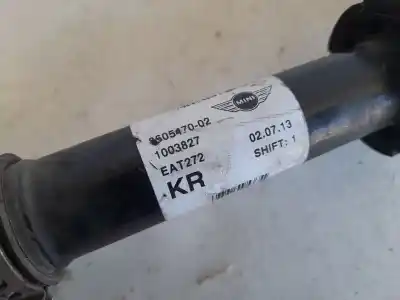 MINI
8605470-02
1003827
EAT272
KR
02.07.13
SHIFT: 1